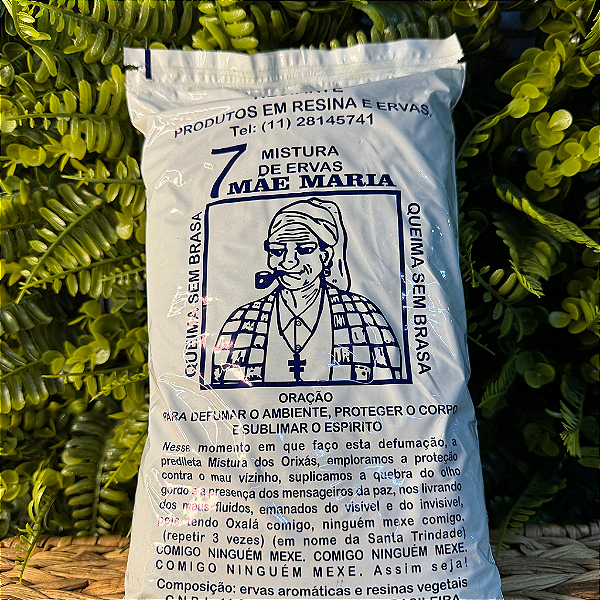 PRODUTOS EM RESINA E ERVAS.
Tel: (11) 28145741
7 MISTURA
DE ERVAS
MÃE MARIA
QUEIMA SEM BRASA
QUEIMA SEM BRASA
ORAÇÃO
PARA DEFUMAR O AMBIENTE, PROTEGER O CORPO
E SUBLIMAR O ESPIRITO
Nesse momento em que faço esta defumação, a
predileta Mistura dos Orixás, emploramos a proteção
contra o mau vizinho, suplicamos a quebra do olho
gordo e a presença dos mensageiros da paz, nos livrando
dos maus fluidos, emanados do visível e do invisível,
pois tendo Oxalá comigo, ninguém mexe comigo.
(repetir 3 vezes) (em nome da Santa Trindade)
COMIGO NINGUÉM MEXE. COMIGO NINGUÉM MEXE.
COMIGO NINGUÉM MEXE. Assim seja!
Composição: ervas aromáticas e resinas vegetais